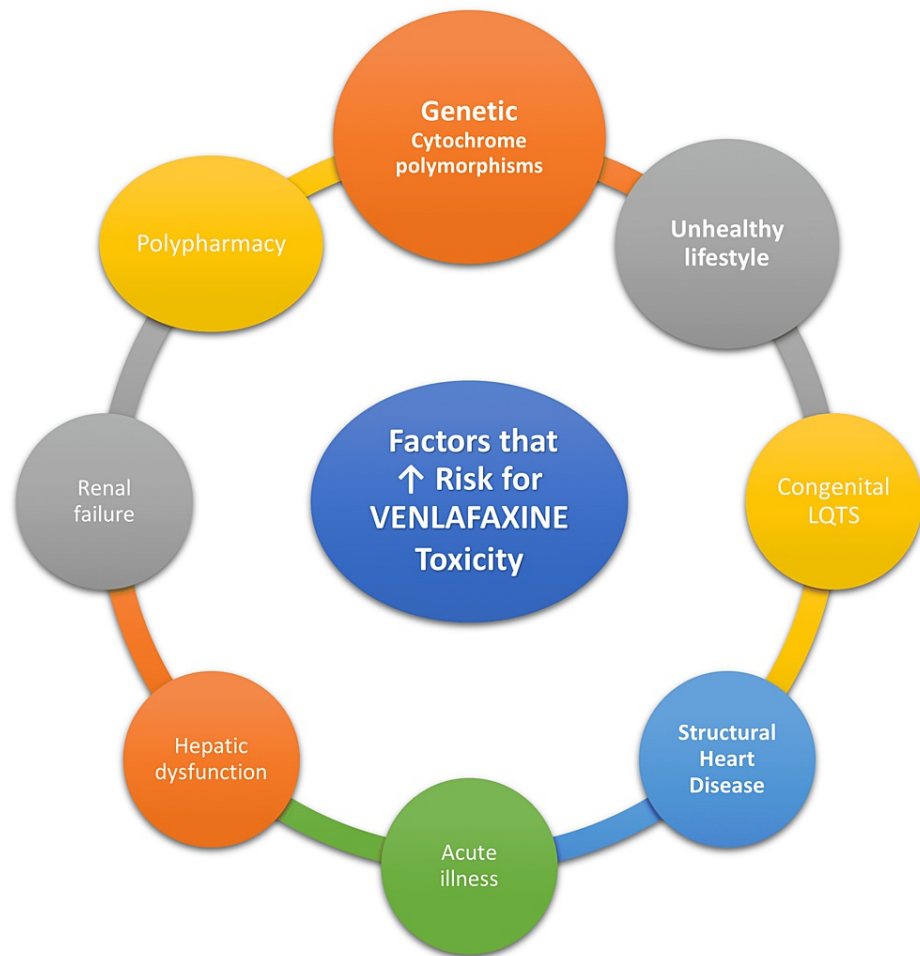 Genetic
Cytochrome
polymorphisms
Unhealthy
lifestyle
Congenital
LQTS
Structural
Heart
Disease
Acute
illness
Hepatic
dysfunction
Renal
failure
Polypharmacy
Factors that
↑ Risk for
VENLAFAXINE
Toxicity